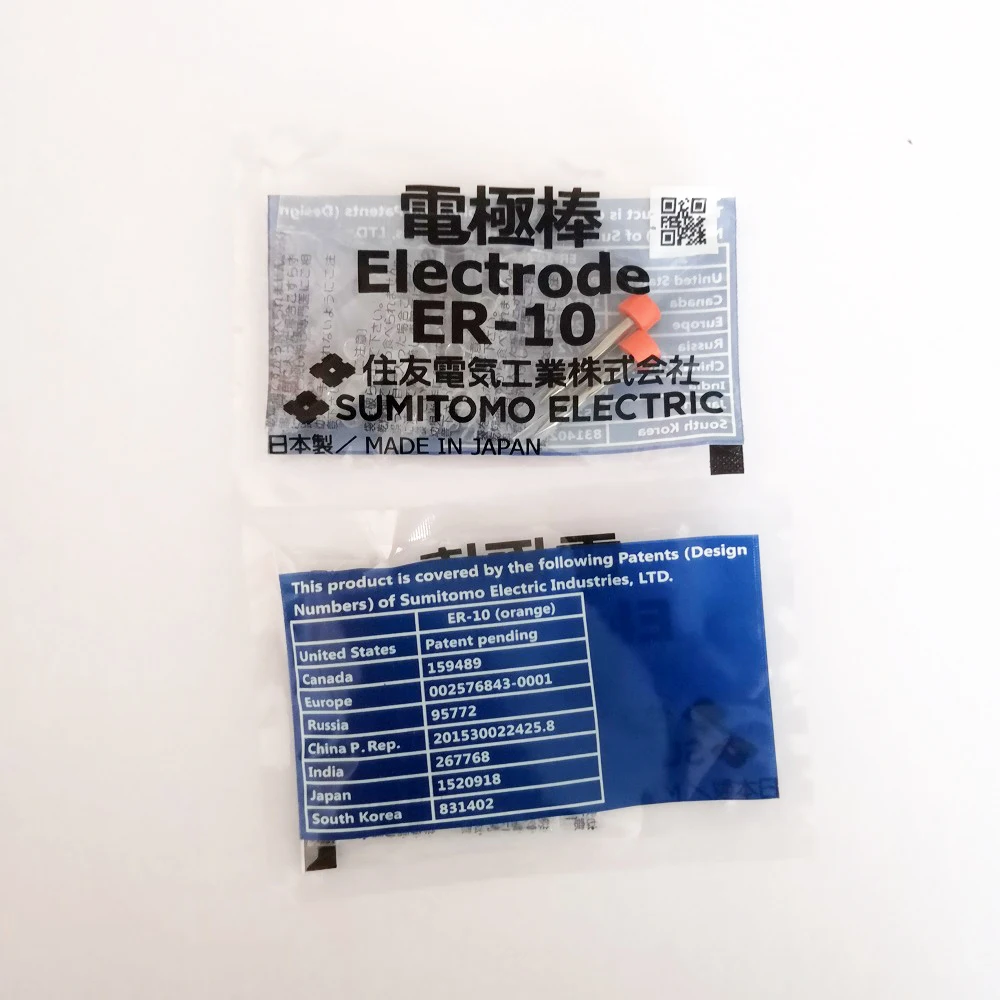 電極棒
Electrode
ER-10
住友電気工業株式会社
SUMITOMO ELECTRIC
日本製／ MADE IN JAPAN
This product is covered by the following Patents (Design
Numbers) of Sumitomo Electric Industries, LTD.
ER-10 (orange)
United States Patent pending
Canada 159489
Europe 002576843-0001
Russia 95772
China P. Rep. 201530022425.8
India 267768
Japan 1520918
South Korea 831402